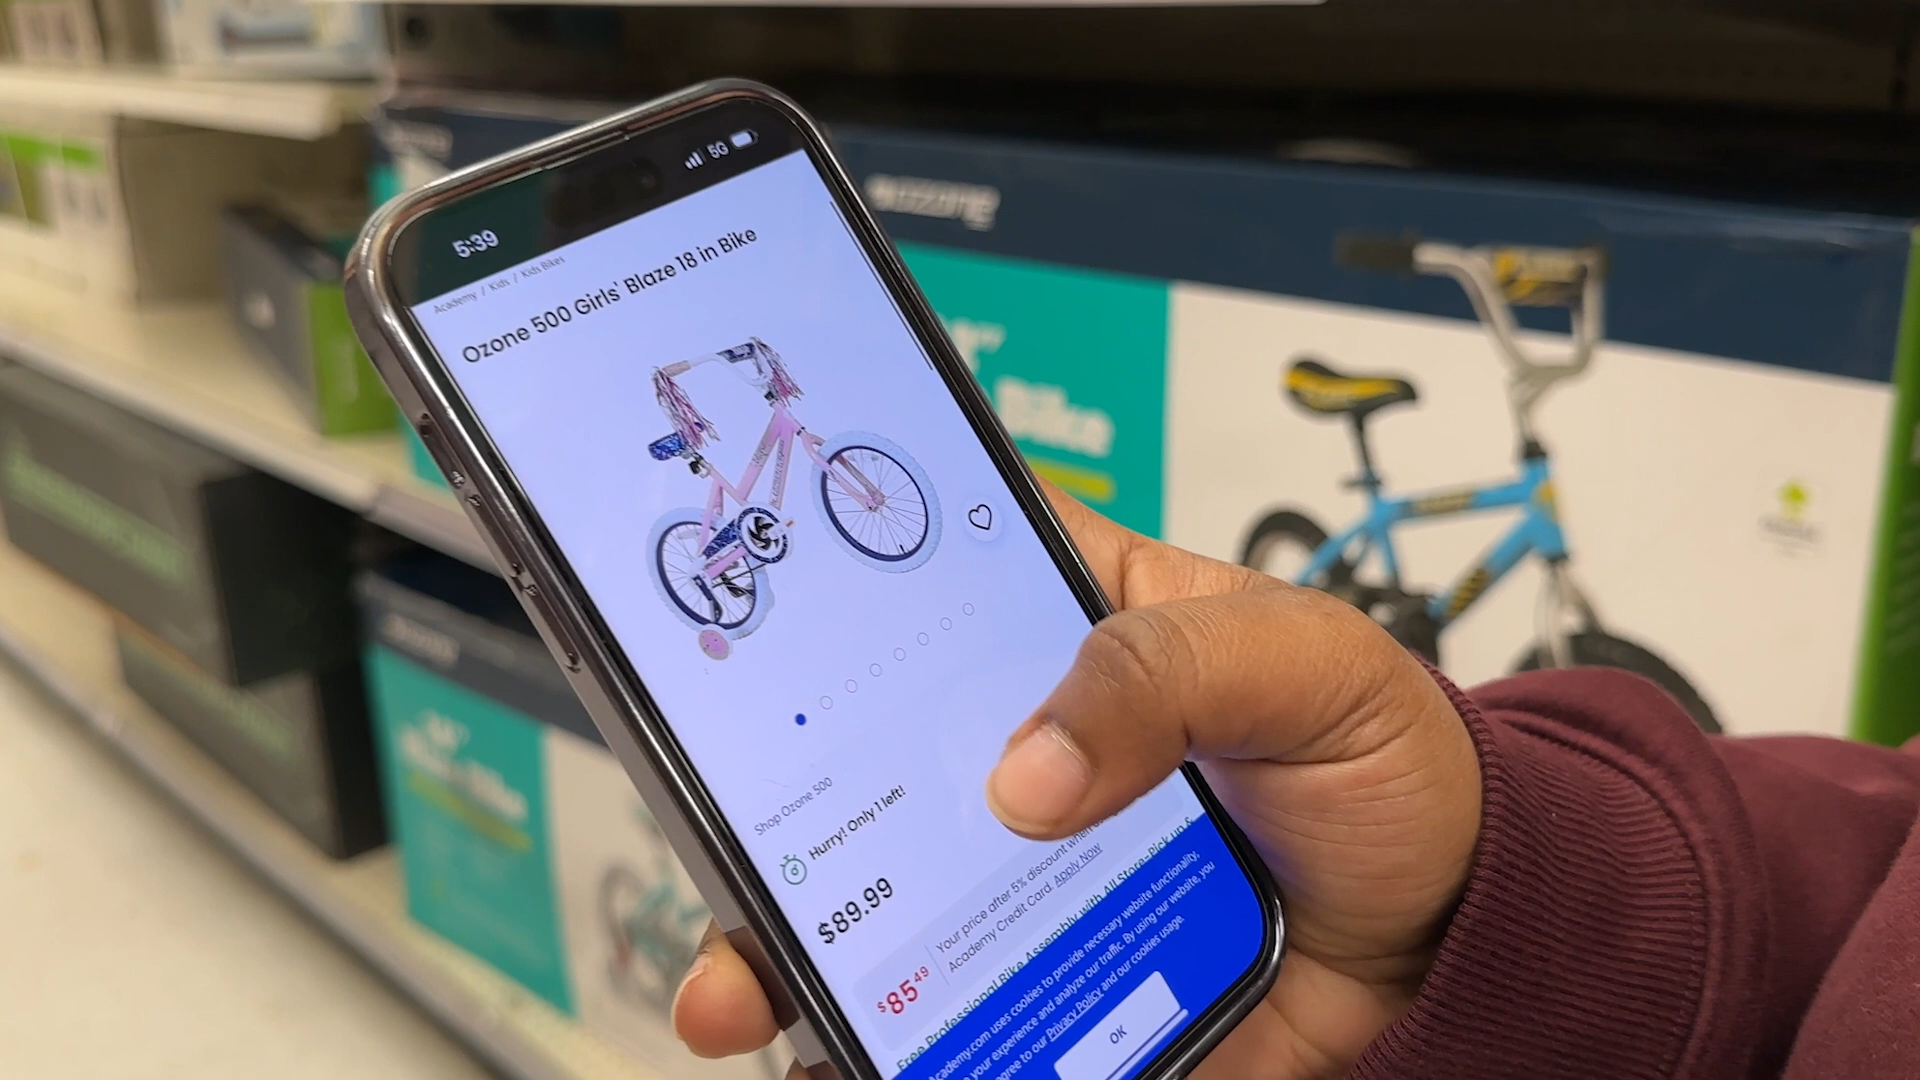 5:39
5G
Academy / Kids / Kids Bikes
Ozone 500 Girls' Blaze 18 in Bike
Shop Ozone 500
Hurry! Only 1 left!
$89.99
$85.49
Your price after 5% discount when
Academy Credit Card. Apply Now
Free Professional Bike Assembly with All Store-Pick up &
Academy.com uses cookies to provide necessary website functionality,
your experience and analyze our traffic. By using our website, you
agree to our Privacy Policy and our cookies usage.
OK
ozone
Bike